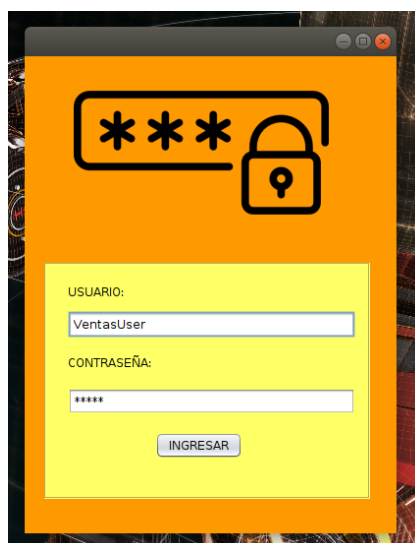 ***
USUARIO:
VentasUser
CONTRASEÑA:
*****
INGRESAR